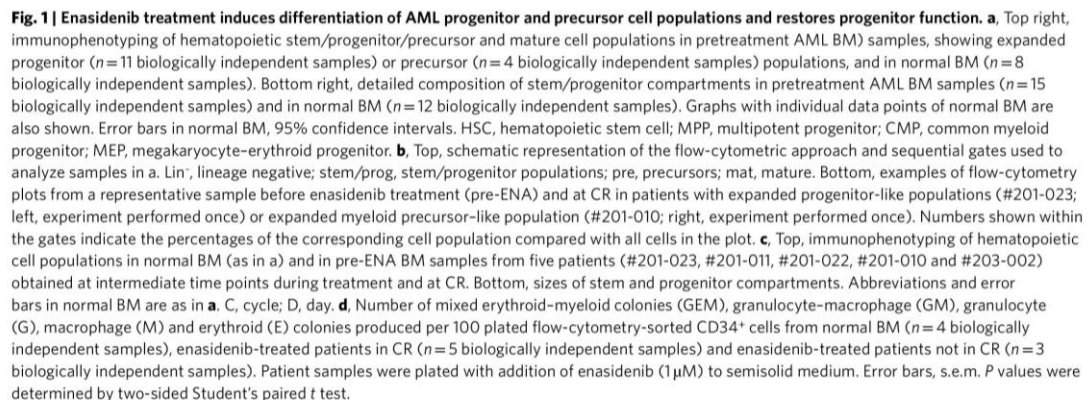 Fig. 1 | Enasidenib treatment induces differentiation of AML progenitor and precursor cell populations and restores progenitor function. a, Top right,
immunophenotyping of hematopoietic stem/progenitor/precursor and mature cell populations in pretreatment AML BM) samples, showing expanded
progenitor (n = 11 biologically independent samples) or precursor (n = 4 biologically independent samples) populations, and in normal BM (n = 8
biologically independent samples). Bottom right, detailed composition of stem/progenitor compartments in pretreatment AML BM samples (n = 15
biologically independent samples) and in normal BM (n = 12 biologically independent samples). Graphs with individual data points of normal BM are
also shown. Error bars in normal BM, 95% confidence intervals. HSC, hematopoietic stem cell; MPP, multipotent progenitor; CMP, common myeloid
progenitor; MEP, megakaryocyte–erythroid progenitor. b, Top, schematic representation of the flow-cytometric approach and sequential gates used to
analyze samples in a. Lin⁻, lineage negative; stem/prog, stem/progenitor populations; pre, precursors; mat, mature. Bottom, examples of flow-cytometry
plots from a representative sample before enasidenib treatment (pre-ENA) and at CR in patients with expanded progenitor-like populations (#201-023;
left, experiment performed once) or expanded myeloid precursor-like population (#201-010; right, experiment performed once). Numbers shown within
the gates indicate the percentages of the corresponding cell population compared with all cells in the plot. c, Top, immunophenotyping of hematopoietic
cell populations in normal BM (as in a) and in pre-ENA BM samples from five patients (#201-023, #201-011, #201-022, #201-010 and #203-002)
obtained at intermediate time points during treatment and at CR. Bottom, sizes of stem and progenitor compartments. Abbreviations and error
bars in normal BM are as in a. C, cycle; D, day. d, Number of mixed erythroid–myeloid colonies (GEM), granulocyte–macrophage (GM), granulocyte
(G), macrophage (M) and erythroid (E) colonies produced per 100 plated flow-cytometry-sorted CD34⁺ cells from normal BM (n = 4 biologically
independent samples), enasidenib-treated patients in CR (n = 5 biologically independent samples) and enasidenib-treated patients not in CR (n = 3
biologically independent samples). Patient samples were plated with addition of enasidenib (1 μM) to semisolid medium. Error bars, s.e.m. P values were
determined by two-sided Student's paired t test.